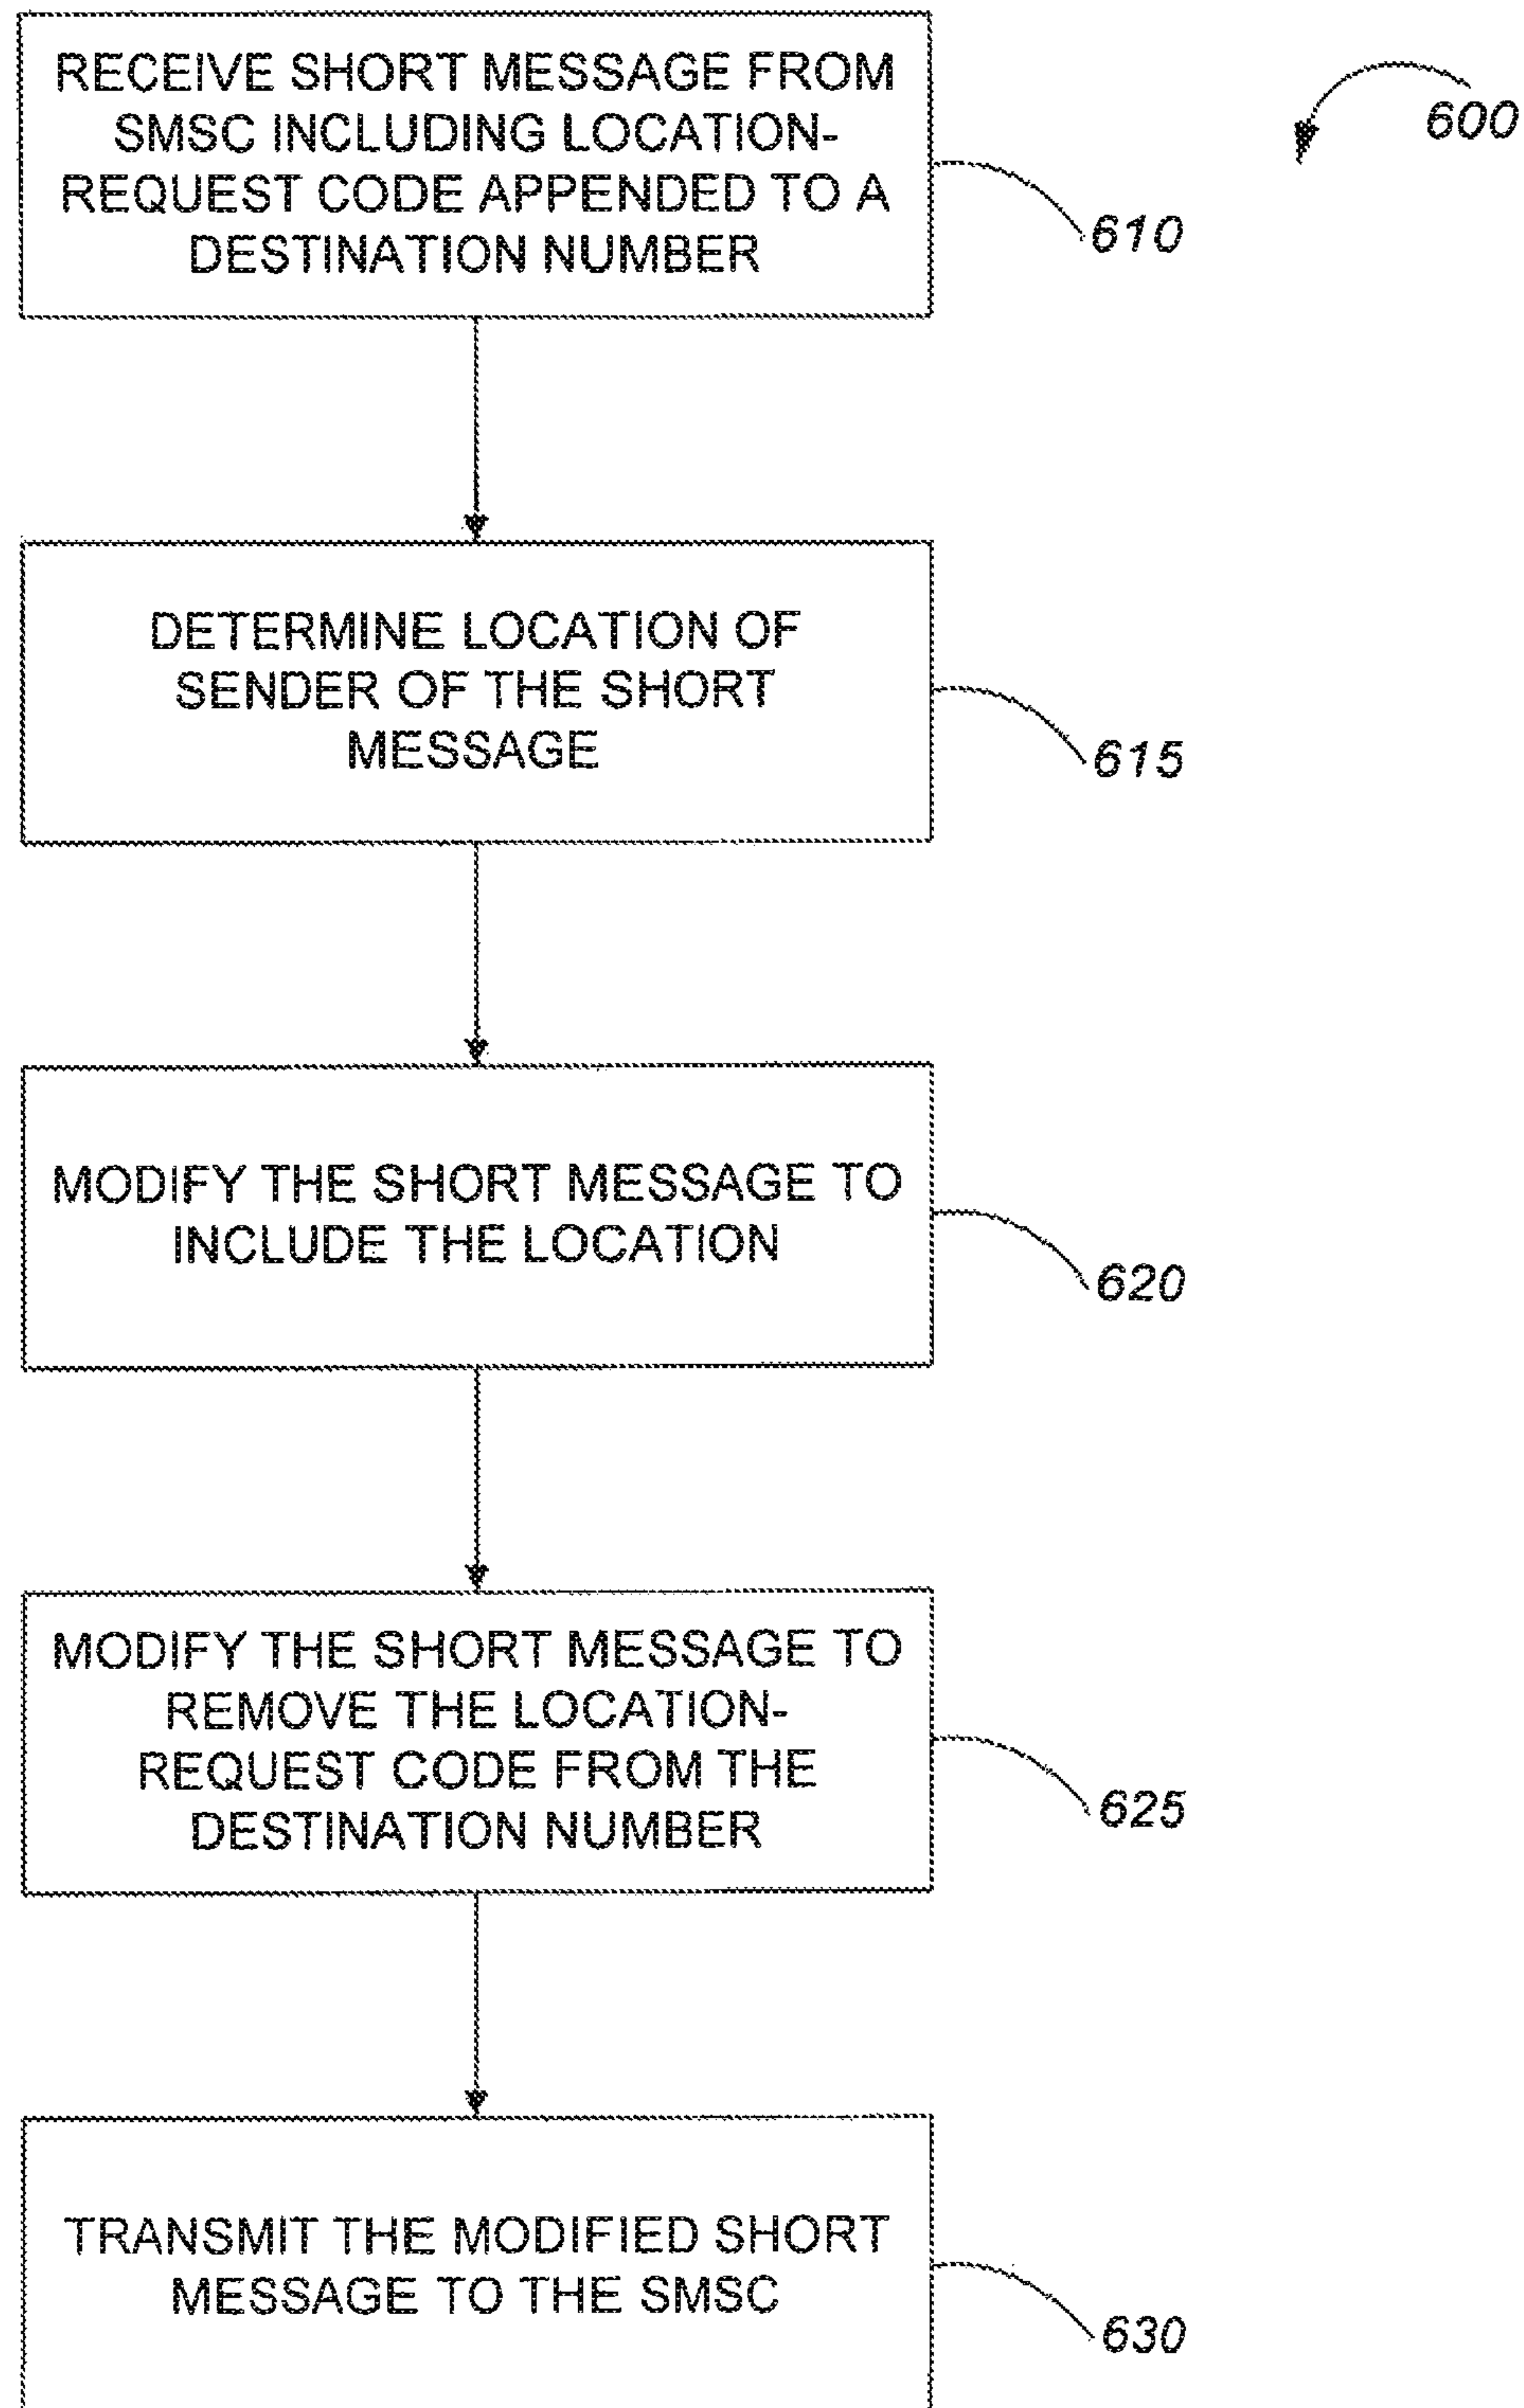 RECEIVE SHORT MESSAGE FROM
SMSC INCLUDING LOCATION-
REQUEST CODE APPENDED TO A
DESTINATION NUMBER
600
610
DETERMINE LOCATION OF
SENDER OF THE SHORT
MESSAGE
615
MODIFY THE SHORT MESSAGE TO
INCLUDE THE LOCATION
620
MODIFY THE SHORT MESSAGE TO
REMOVE THE LOCATION-
REQUEST CODE FROM THE
DESTINATION NUMBER
625
TRANSMIT THE MODIFIED SHORT
MESSAGE TO THE SMSC
630